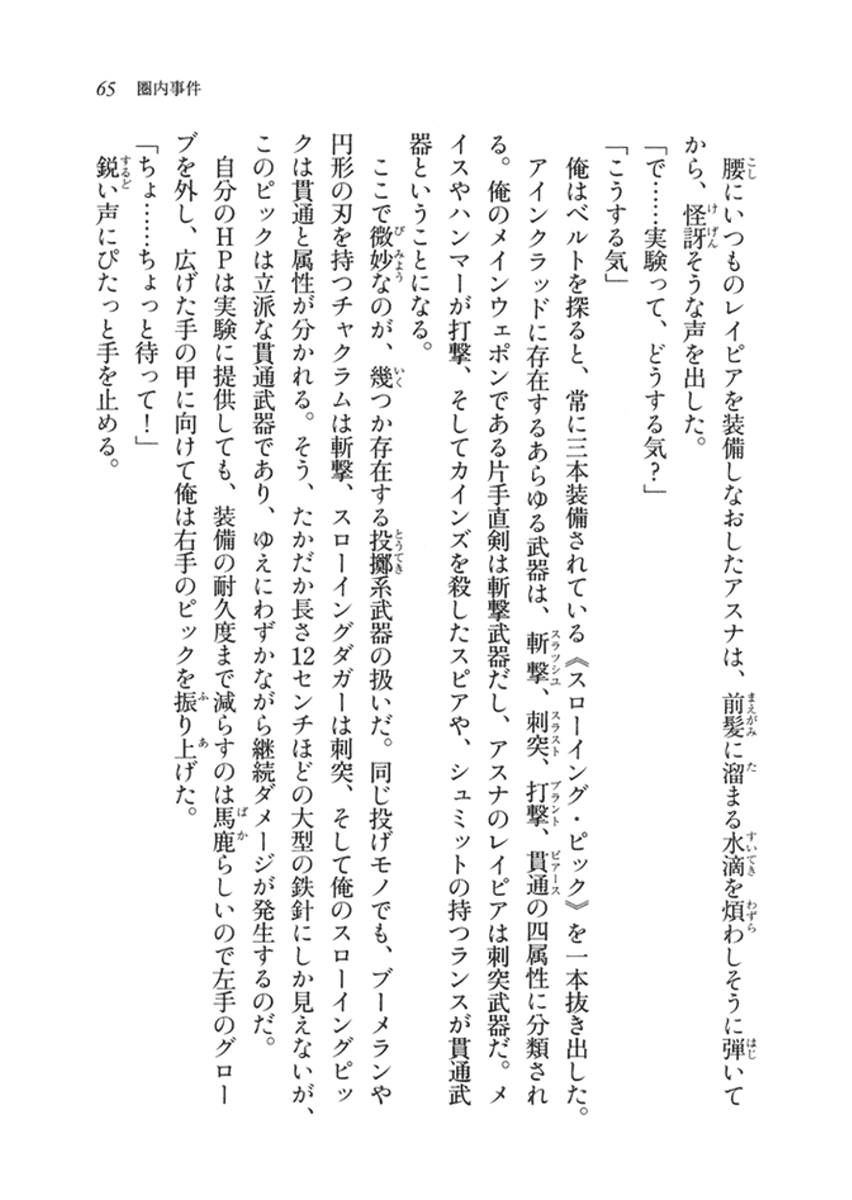 65 圏内事件
腰にいつものレイピアを装備しなおしたアスナは、前髪に溜まる水滴を煩わしそうに弾いて
から、怪訝そうな声を出した。
「で……実験って、どうする気?」
「こうする気」
俺はベルトを探ると、常に三本装備されている《スローイング・ピック》を一本抜き出した。
アインクラッドに存在するあらゆる武器は、斬撃、刺突、打撃、貫通の四属性に分類され
る。俺のメインウェポンである片手直剣は斬撃武器だし、アスナのレイピアは刺突武器だ。メ
イスやハンマーが打撃、そしてカインズを殺したスピアや、シュミットの持つランスが貫通武
器ということになる。
ここで微妙なのが、幾つか存在する投擲系武器の扱いだ。同じ投げモノでも、ブーメランや
円形の刃を持つチャクラムは斬撃、スローイングダガーは刺突、そして俺のスローイングピッ
クは貫通と属性が分かれる。そう、たかだか長さ12センチほどの大型の鉄針にしか見えないが、
このピックは立派な貫通武器であり、ゆえにわずかながら継続ダメージが発生するのだ。
自分のHPは実験に提供しても、装備の耐久度まで減らすのは馬鹿らしいので左手のグロー
ブを外し、広げた手の甲に向けて俺は右手のピックを振り上げた。
「ちょ……ちょっと待って!」
鋭い声にぴたっと手を止める。